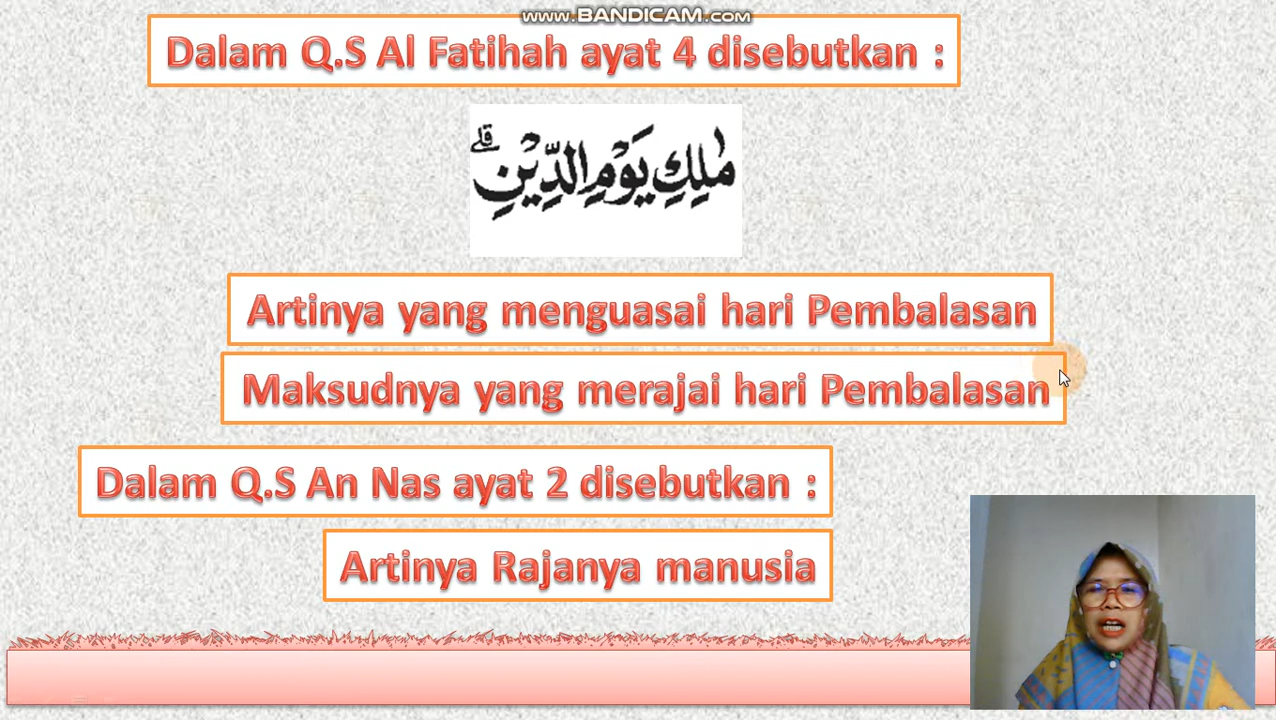 www.BANDICAM.com
Dalam Q.S Al Fatihah ayat 4 disebutkan :
مٰلِكِ يَوْمِ الدِّيْنِۗ
Artinya yang menguasai hari Pembalasan
Maksudnya yang merajai hari Pembalasan
Dalam Q.S An Nas ayat 2 disebutkan :
Artinya Rajanya manusia